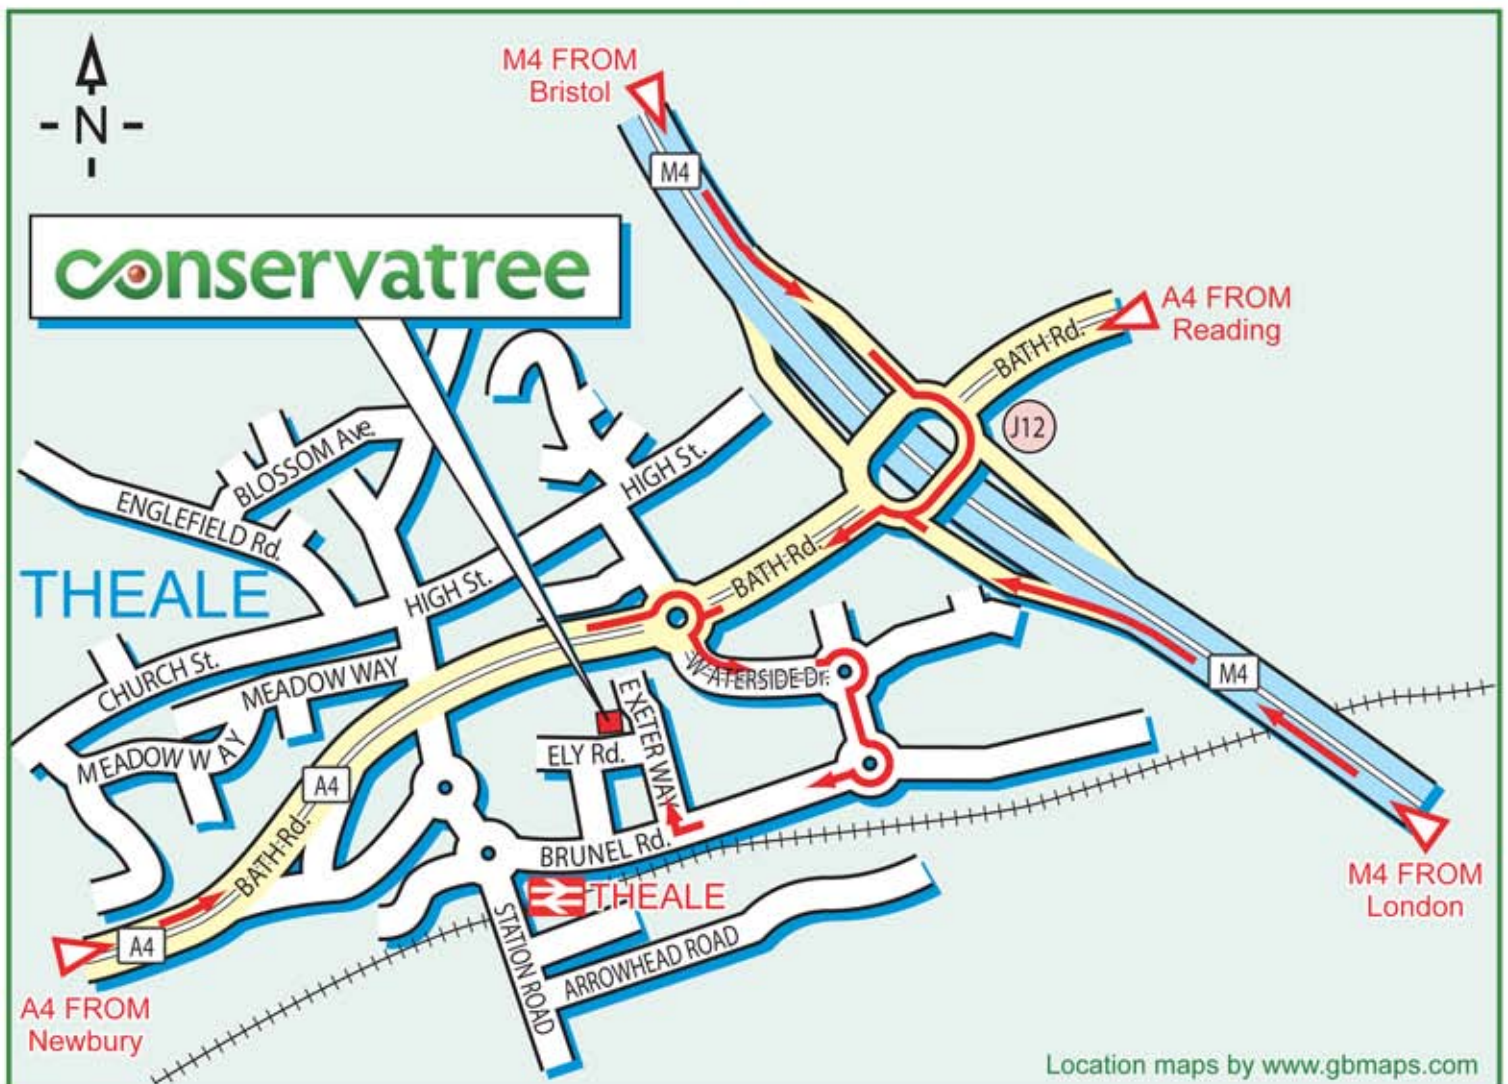 M4 FROM
Bristol
N
M4
conservatree
A4 FROM
Reading
BATH Rd.
J12
BLOSSOM Ave.
HIGH St.
ENGLEFIELD Rd.
BATH Rd.
THEALE
HIGH St.
CHURCH St.
MEADOW WAY
WATERSIDE Dr.
M4
EXETER WAY
MEADOW WAY
ELY Rd.
A4
BATH Rd.
BRUNEL Rd.
M4 FROM
London
THEALE
STATION ROAD
ARROWHEAD ROAD
A4
A4 FROM
Newbury
Location maps by www.gbmaps.com